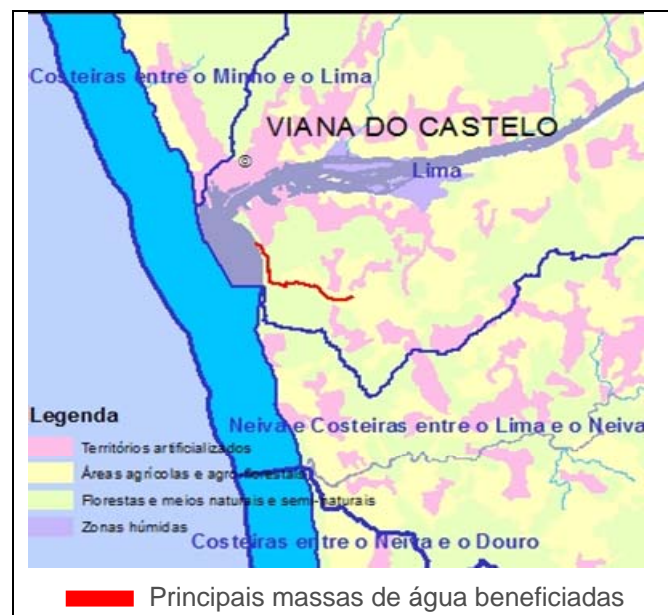 Costeiras entre o Minho e o Lima
VIANA DO CASTELO
©
Lima
Legenda
Neiva e Costeiras entre o Lima e o Neiva
Territórios artificializados
Áreas agrícolas e agro-florestais
Florestas e meios naturais e semi-naturais
Zonas húmidas
Costeiras entre o Neiva e o Douro
Principais massas de água beneficiadas